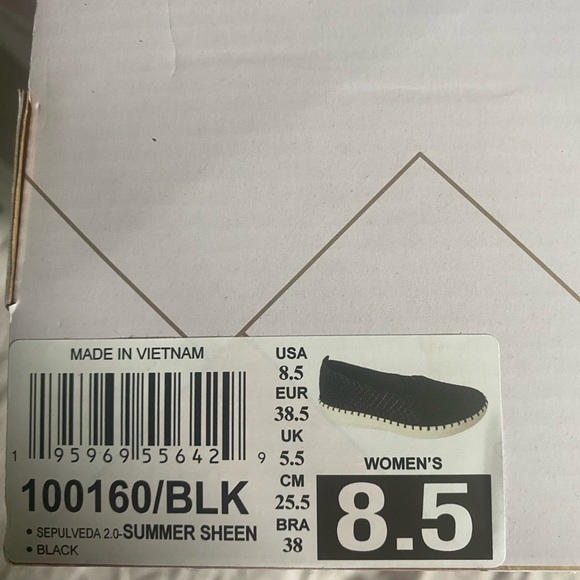 MADE IN VIETNAM
1 95969 55642 9
100160/BLK
• SEPULVEDA 2.0-SUMMER SHEEN
• BLACK
USA
8.5
EUR
38.5
UK
5.5
CM
25.5
BRA
38
WOMEN'S
8.5